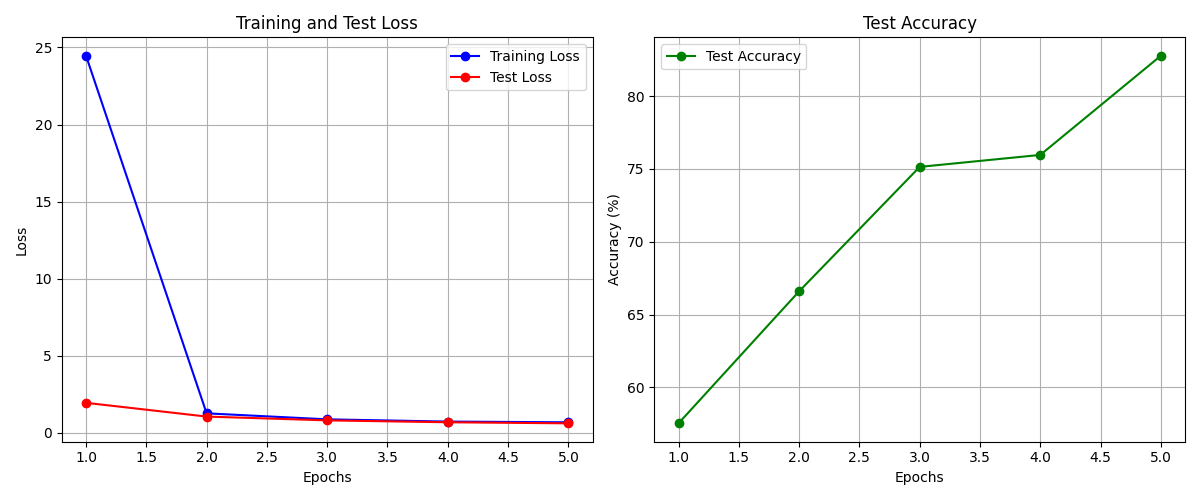 Training and Test Loss
Loss
25
20
15
10
5
0
Training Loss
Test Loss
1.0 1.5 2.0 2.5 3.0 3.5 4.0 4.5 5.0
Epochs
Test Accuracy
Accuracy (%)
80
75
70
65
60
Test Accuracy
1.0 1.5 2.0 2.5 3.0 3.5 4.0 4.5 5.0
Epochs